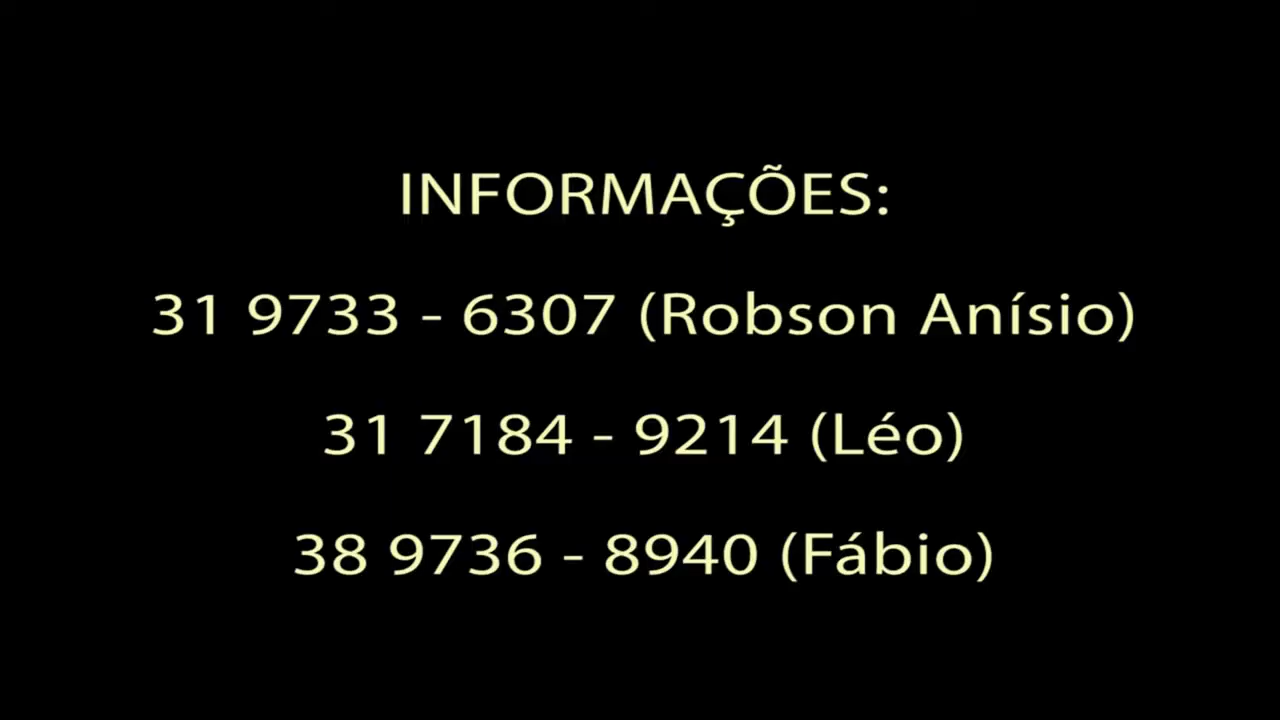 INFORMAÇÕES:
31 9733 - 6307 (Robson Anísio)
31 7184 - 9214 (Léo)
38 9736 - 8940 (Fábio)